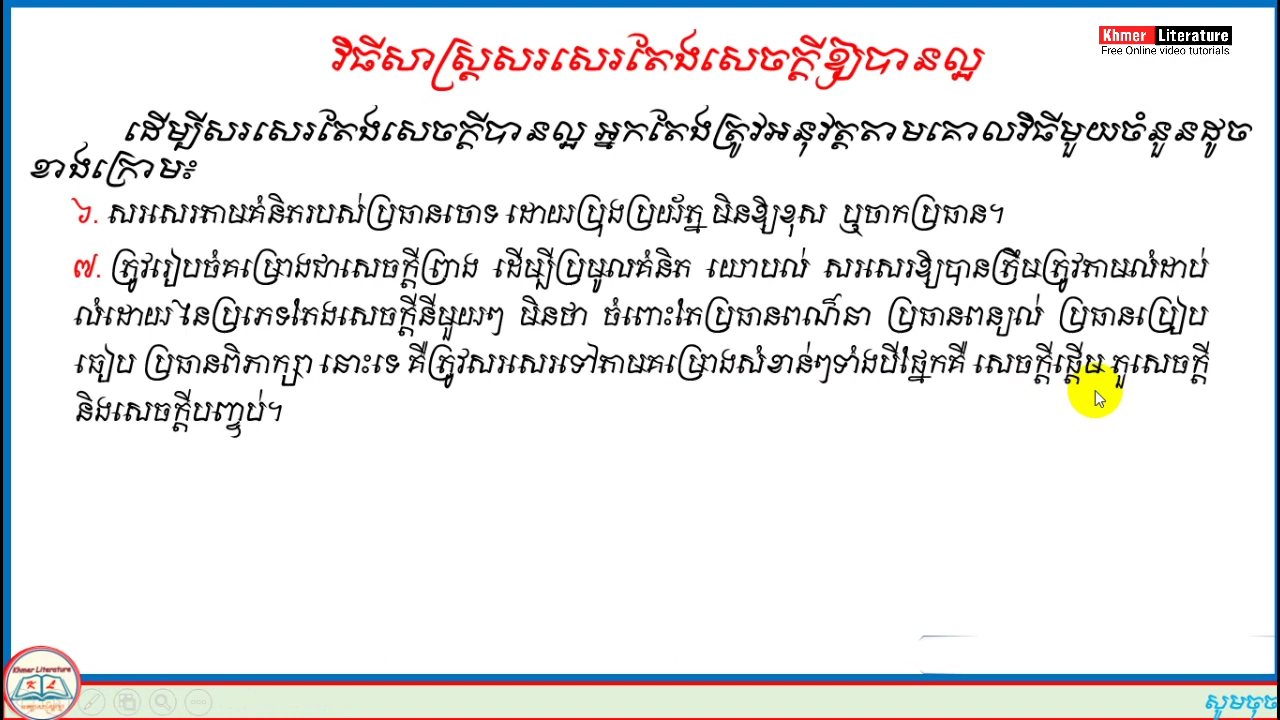 Khmer Literature
Free Online video tutorials
វិធីសាស្ត្រសរសេរតែងសេចក្តីឱ្យបានល្អ
ដើម្បីសរសេរតែងសេចក្តីបានល្អ អ្នកតែងត្រូវអនុវត្តតាមគោលវិធីមួយចំនួនដូច
ខាងក្រោម៖
៦. សរសេរតាមគំនិតរបស់ប្រធានចោទ ដោយប្រុងប្រយ័ត្ន មិនឱ្យខុស ឬចាកប្រធាន។
៧. ត្រូវរៀបចំគម្រោងជាសេចក្តីព្រាង ដើម្បីប្រមូលគំនិត យោបល់ សរសេរឱ្យបានត្រឹមត្រូវតាមលំដាប់
លំដោយ នៃប្រភេទតែងសេចក្តីនីមួយៗ មិនថា ចំពោះតែប្រធានពណ៌នា ប្រធានពន្យល់ ប្រធានប្រៀប
ធៀប ប្រធានពិភាក្សា នោះទេ គឺត្រូវសរសេរទៅតាមគម្រោងសំខាន់ៗទាំងបីផ្នែកគឺ សេចក្តីផ្តើម តួសេចក្តី
និងសេចក្តីបញ្ចប់។
Khmer Literature
K L
សូមចុច